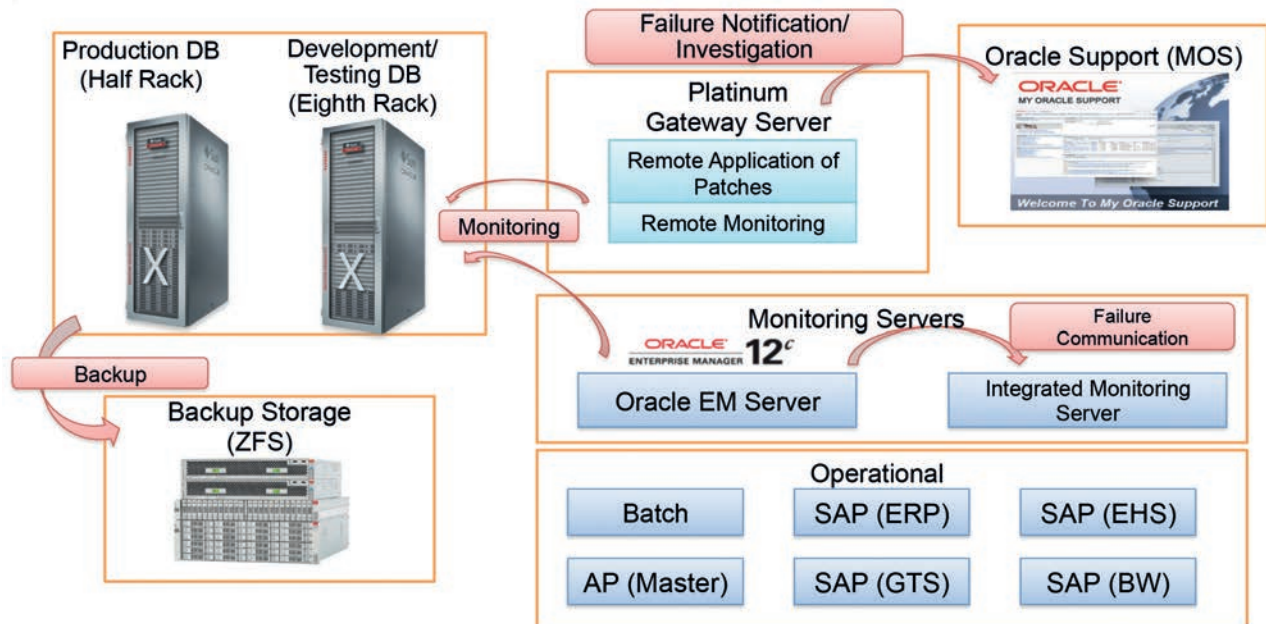 Production DB
(Half Rack)
Development/
Testing DB
(Eighth Rack)
Failure Notification/
Investigation
Platinum
Gateway Server
Remote Application of
Patches
Remote Monitoring
Monitoring
Oracle Support (MOS)
ORACLE
MY ORACLE SUPPORT
Welcome To My Oracle Support
Backup
Backup Storage
(ZFS)
Monitoring Servers
ORACLE
ENTERPRISE MANAGER 12c
Failure
Communication
Oracle EM Server
Integrated Monitoring
Server
Operational
Batch
SAP (ERP)
SAP (EHS)
AP (Master)
SAP (GTS)
SAP (BW)